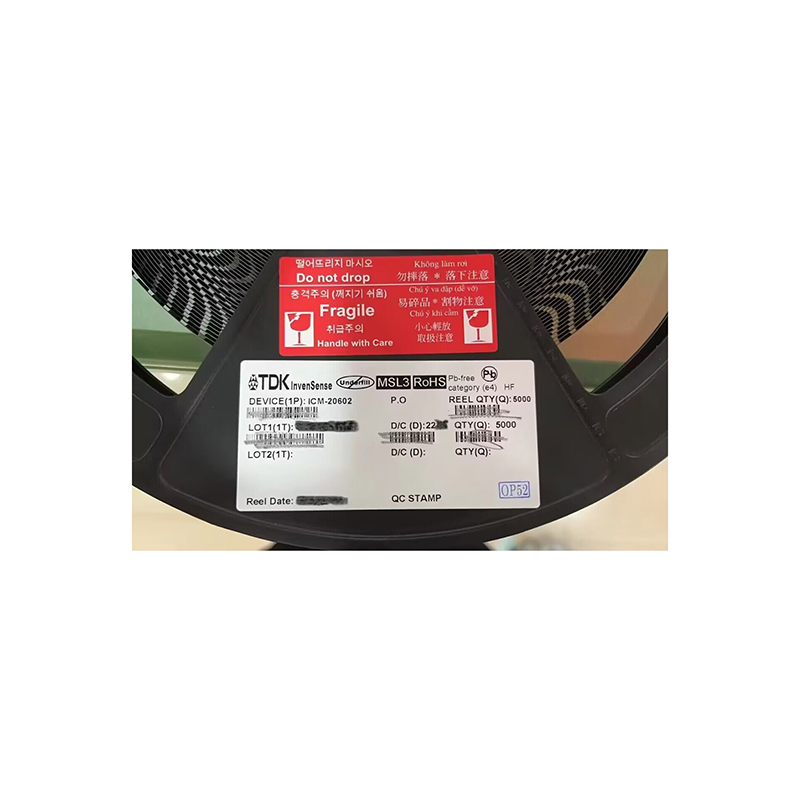 떨어뜨리지 마시오
Không làm rơi
Do not drop
勿摔落 * 落下注意
충격주의 (깨지기 쉬움)
Chú ý va đập (dễ vỡ)
Fragile
易碎品 * 割物注意
Chú ý khi cầm
취급주의
小心輕放
Handle with Care
取扱注意
TDK InvenSense Underfill MSL3 RoHS Pb-free category (e4) HF Pb
DEVICE(1P): ICM-20602 P.O REEL QTY(Q): 5000
LOT1(1T): D/C (D): 22 QTY(Q): 5000
LOT2(1T): D/C (D): QTY(Q):
Reel Date: QC STAMP OP52